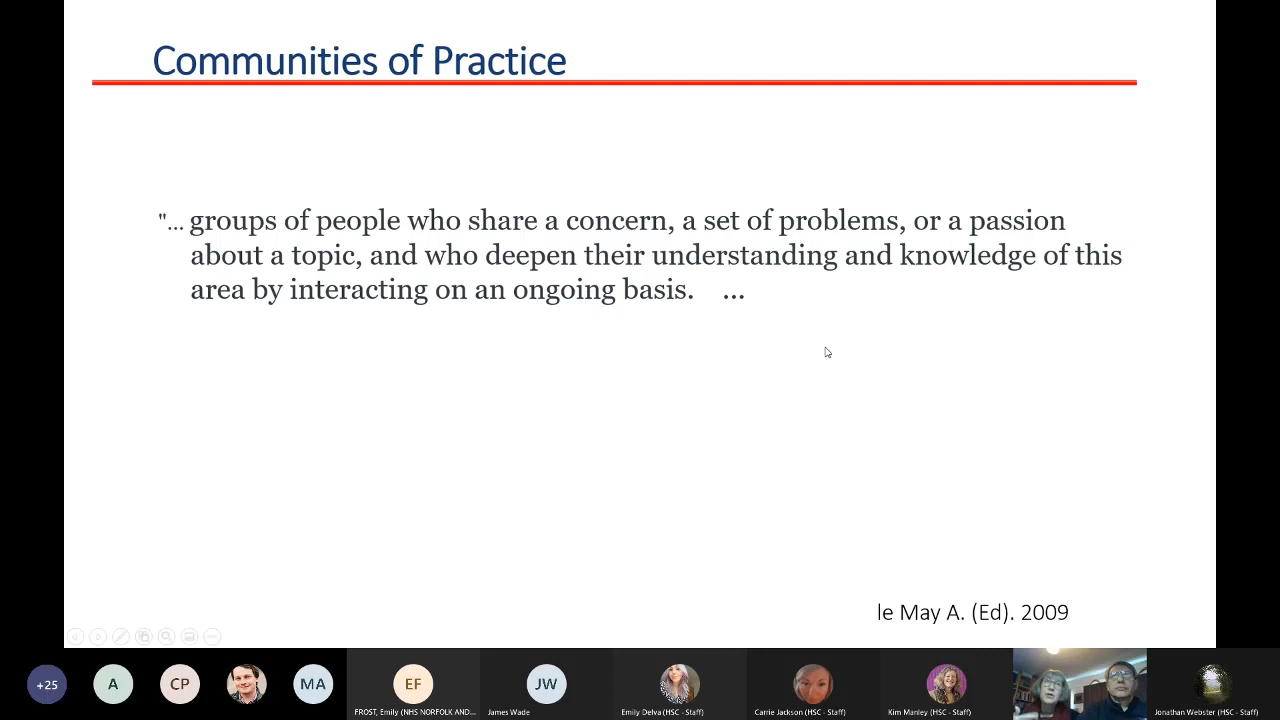 Communities of Practice
"... groups of people who share a concern, a set of problems, or a passion
about a topic, and who deepen their understanding and knowledge of this
area by interacting on an ongoing basis. ...
le May A. (Ed). 2009
+25
A
CP
MA
EF
JW
FROST, Emily (NHS NORFOLK AND...
James Wade
Emily Delva (HSC - Staff)
Carrie Jackson (HSC - Staff)
Kim Manley (HSC - Staff)
Jonathan Webster (HSC - Staff)